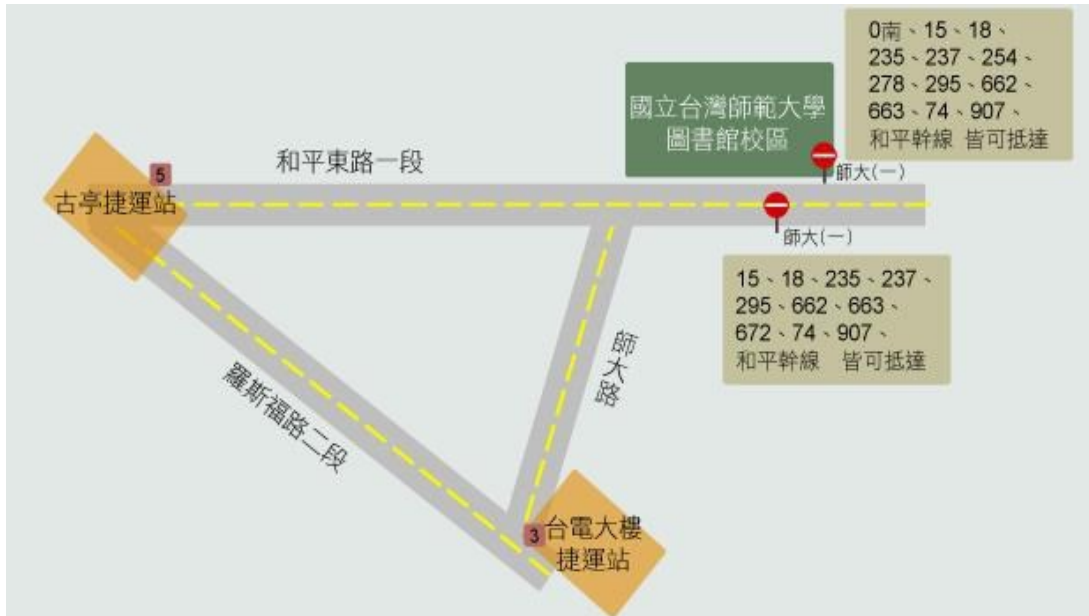 0南、15、18、
235、237、254、
278、295、662、
663、74、907、
和平幹線 皆可抵達
國立台灣師範大學
圖書館校區
和平東路一段
5
師大(一)
古亭捷運站
師大(一)
15、18、235、237、
295、662、663、
672、74、907、
和平幹線 皆可抵達
師大路
羅斯福路二段
3
台電大樓
捷運站